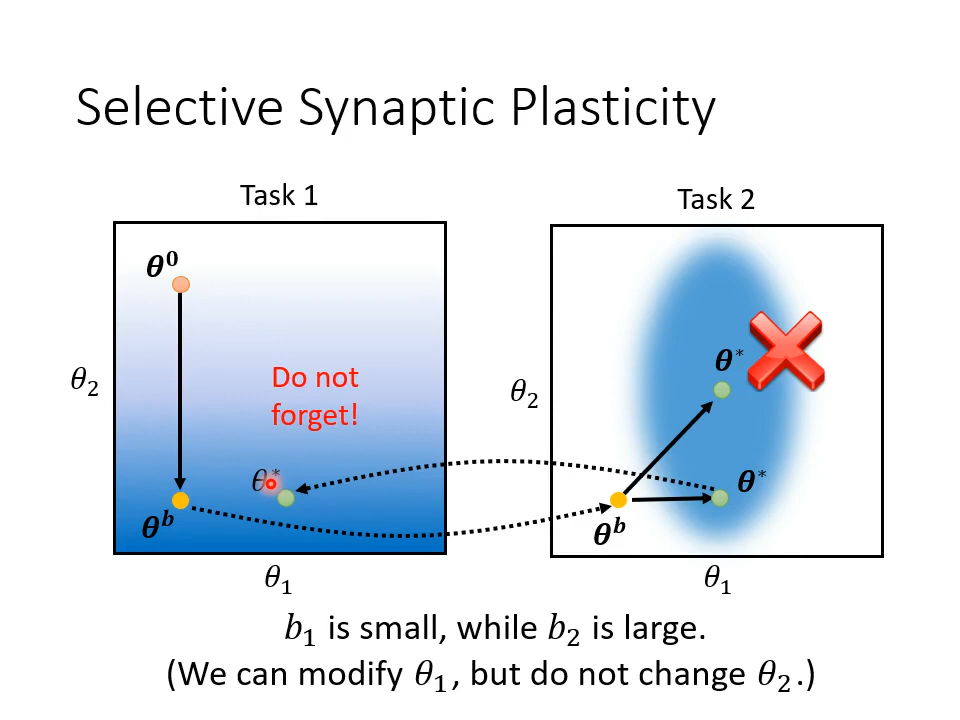 Selective Synaptic Plasticity
Task 1
Task 2
θ⁰
θ₂
Do not
forget!
θ*
θᵇ
θ₁
θ₂
θ*
θ*
θᵇ
θ₁
b₁ is small, while b₂ is large.
(We can modify θ₁, but do not change θ₂.)